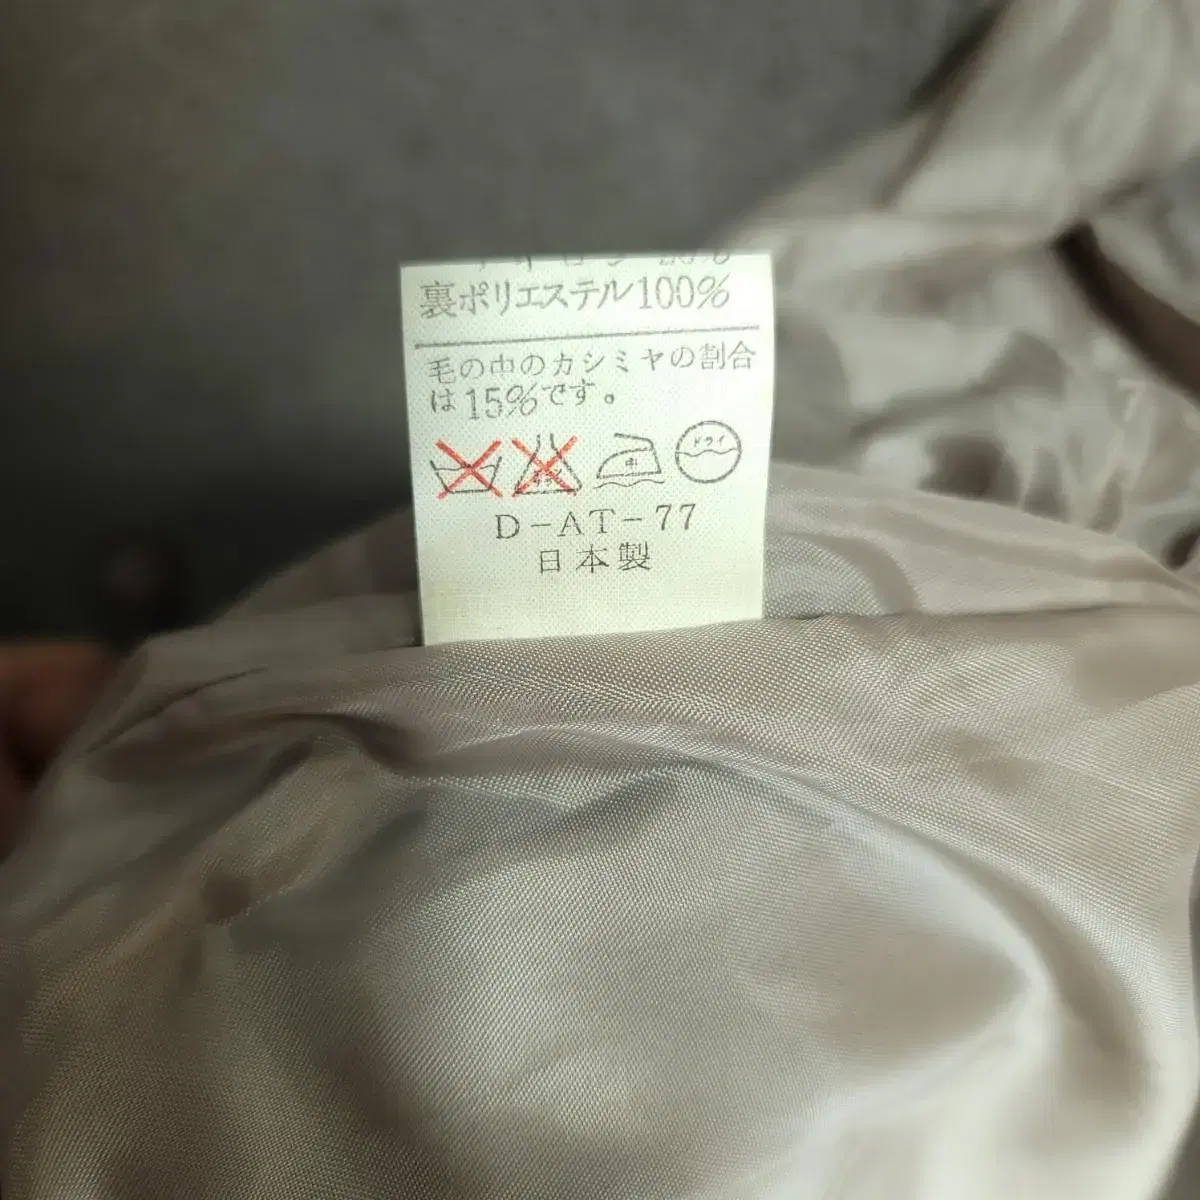 裏ポリエステル100%
毛の中のカシミヤの割合
は15%です。
中 ドライ
D-AT-77
日本製